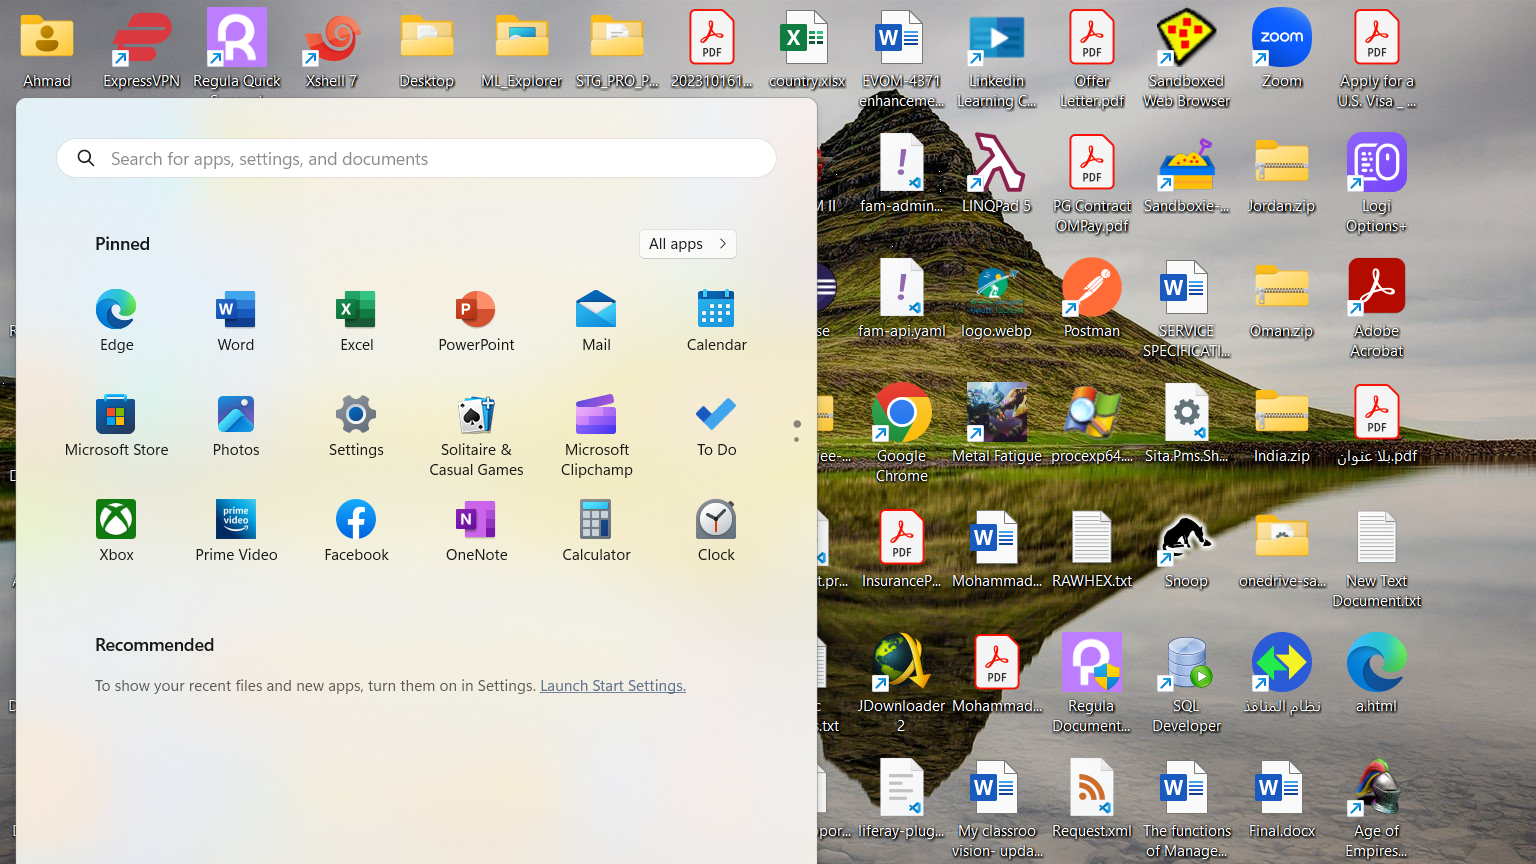 Ahmad
ExpressVPN
Regula Quick
Xshell 7
Desktop
ML_Explorer
STG_PRO_P...
202310161...
country.xlsx
EVOM-4371
enhanceme...
Linkedin
Learning C...
Offer
Letter.pdf
Sandboxed
Web Browser
Zoom
Apply for a
U.S. Visa _ ...
Search for apps, settings, and documents
Pinned
All apps
Edge
Word
Excel
PowerPoint
Mail
Calendar
Microsoft Store
Photos
Settings
Solitaire &
Casual Games
Microsoft
Clipchamp
To Do
Xbox
Prime Video
Facebook
OneNote
Calculator
Clock
Recommended
To show your recent files and new apps, turn them on in Settings. Launch Start Settings.
fam-admin...
LINQPad 5
PG Contract
OMPay.pdf
Sandboxie-...
Jordan.zip
Logi
Options+
fam-api.yaml
logo.webp
Postman
SERVICE
SPECIFICATI...
Oman.zip
Adobe
Acrobat
Google
Chrome
Metal Fatigue
procexp64....
Sita.Pms.Sh...
India.zip
بلا عنوان.pdf
InsuranceP...
Mohammad...
RAWHEX.txt
Snoop
onedrive-sa...
New Text
Document.txt
JDownloader
2
Mohammad...
Regula
Document...
SQL
Developer
نظام المنافذ
a.html
liferay-plug...
My classroo
vision- upda...
Request.xml
The functions
of Manage...
Final.docx
Age of
Empires...